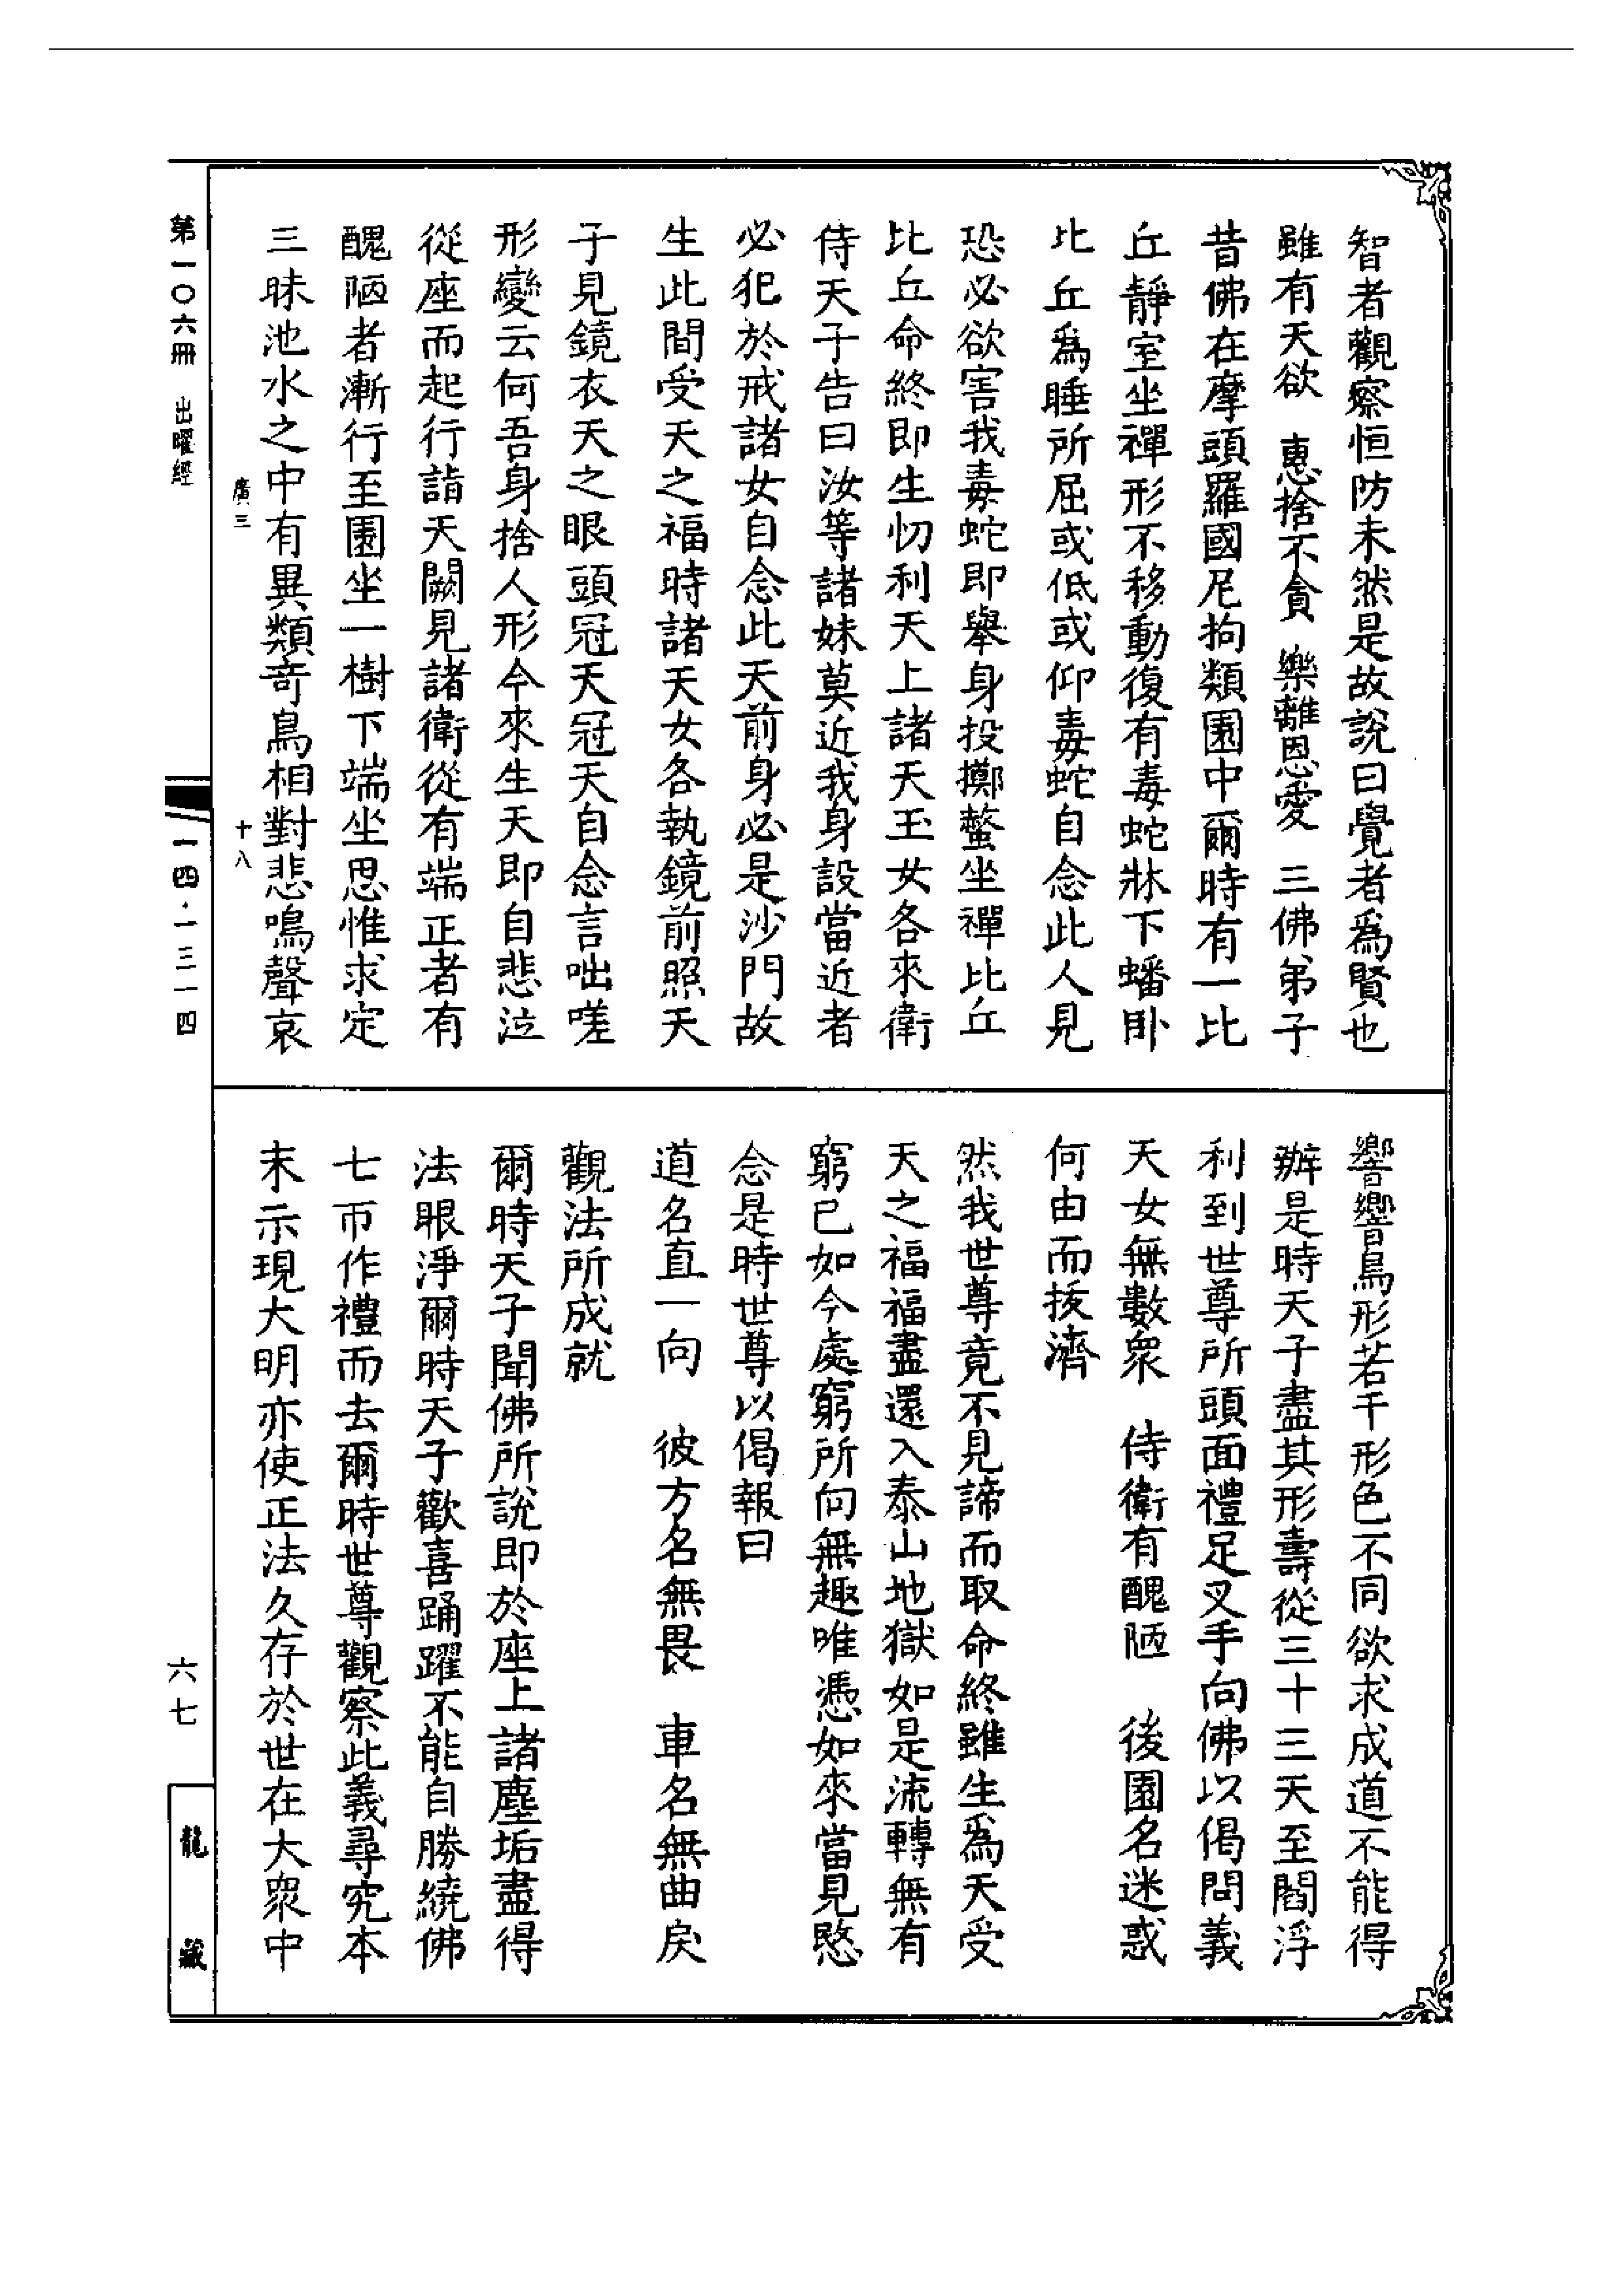 智者觀察恒防未然是故說曰覺者爲賢也
雖有天欲　惠捨不貪　樂離恩愛　三佛弟子
昔佛在摩頭羅國尼拘類園中爾時有一比
丘靜室坐禪形不移動復有毒蛇牀下蟠臥
比丘爲睡所屈或低或仰毒蛇自念此人見
恐必欲害我毒蛇即舉身投擲螫坐禪比丘
比丘命終即生忉利天上諸天玉女各來衛
侍天子告曰汝等諸妹莫近我身設當近者
必犯於戒諸女自念此天前身必是沙門故
生此間受天之福時諸天女各執鏡前照天
子見鏡衣天之眼頭冠天冠天自念言咄嗟
形變云何吾身捨人形今來生天即自悲泣
從座而起行詣天闕見諸衛從有端正者有
醜陋者漸行至園坐一樹下端坐思惟求定
三昧池水之中有異類奇鳥相對悲鳴聲哀
響響鳥形若干形色不同欲求成道不能得
辦是時天子盡其形壽從三十三天至閻浮
利到世尊所頭面禮足叉手向佛以偈問義
天女無數衆　侍衛有醜陋　後園名迷惑
何由而拔濟
然我世尊竟不見諦而取命終雖生爲天受
天之福福盡還入泰山地獄如是流轉無有
窮已如今處窮所向無趣唯憑如來當見愍
念是時世尊以偈報曰
道名直一向　彼方名無畏　車名無曲戾
觀法所成就
爾時天子聞佛所說即於座上諸塵垢盡得
法眼淨爾時天子歡喜踊躍不能自勝繞佛
七帀作禮而去爾時世尊觀察此義尋究本
末示現大明亦使正法久存於世在大衆中
廣三
十八
第一〇六冊　出曜經
一四·一三一四
六七
龍藏